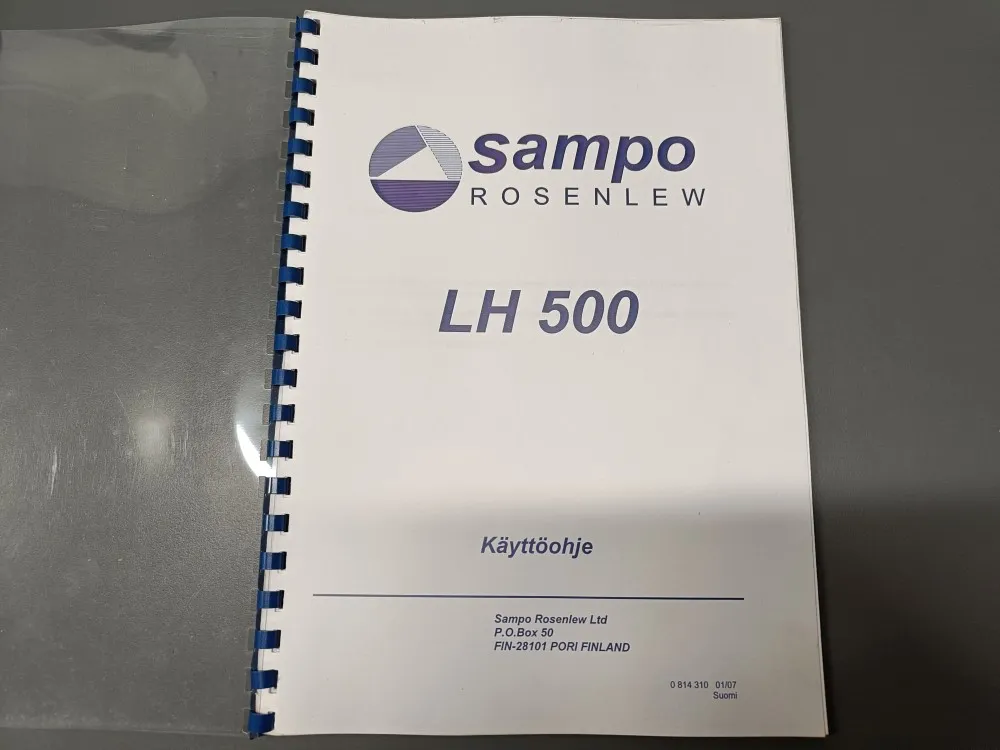 sampo
ROSENLEW
LH 500
Käyttöohje
Sampo Rosenlew Ltd
P.O.Box 50
FIN-28101 PORI FINLAND
0 814 310 01/07
Suomi